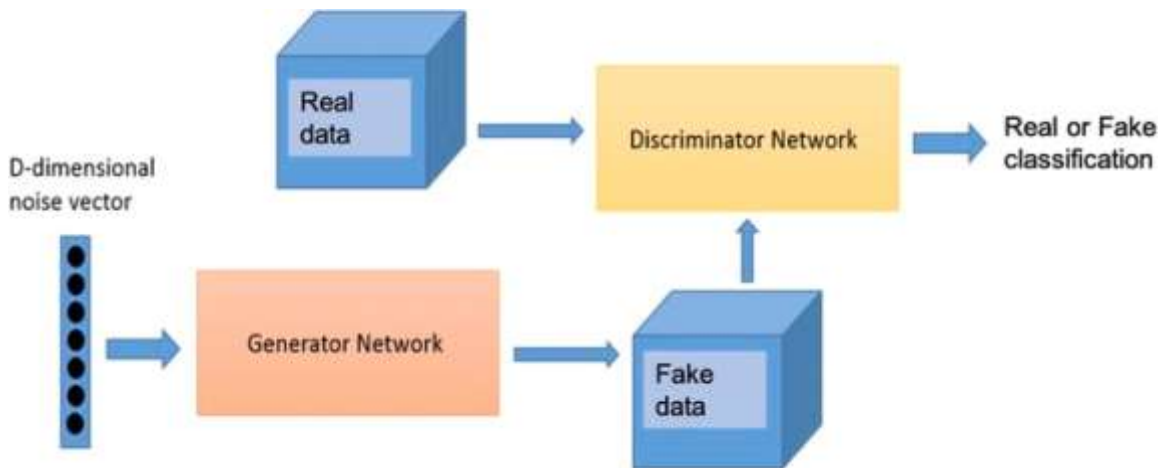 Real
data
Discriminator Network
Real or Fake
classification
D-dimensional
noise vector
Generator Network
Fake
data